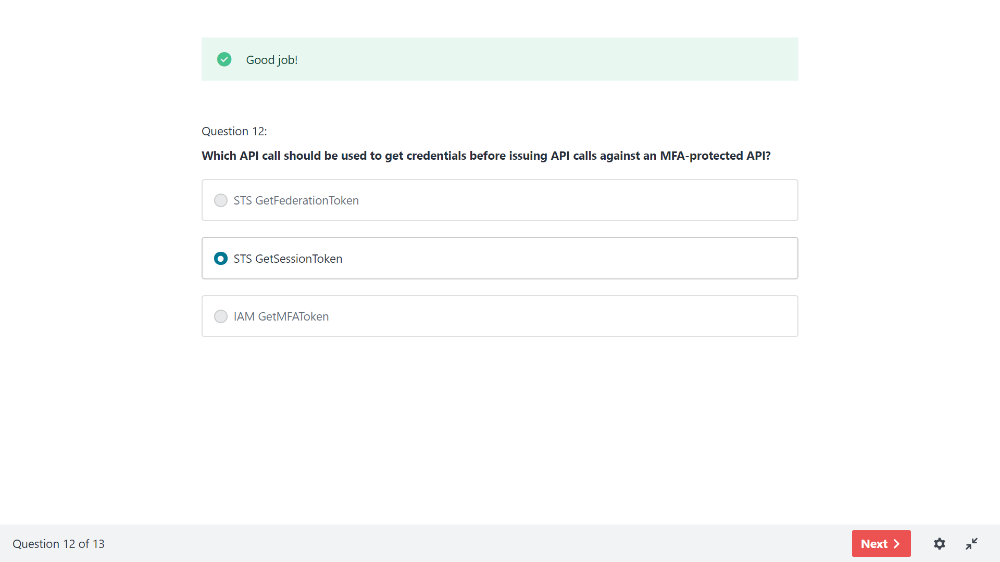 Good job!
Question 12:
Which API call should be used to get credentials before issuing API calls against an MFA-protected API?
STS GetFederationToken
STS GetSessionToken
IAM GetMFAToken
Question 12 of 13
Next